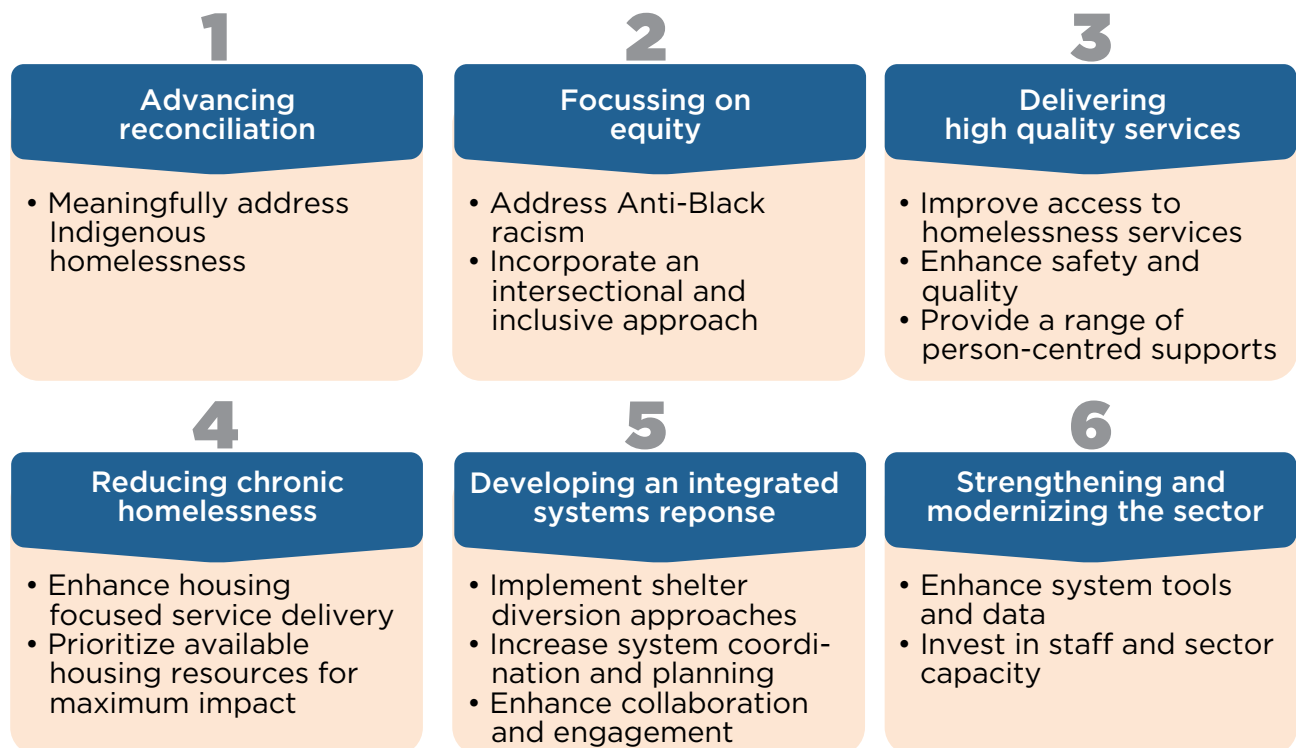 1
Advancing
reconciliation
• Meaningfully address
Indigenous
homelessness
2
Focussing on
equity
• Address Anti-Black
racism
• Incorporate an
intersectional and
inclusive approach
3
Delivering
high quality services
• Improve access to
homelessness services
• Enhance safety and
quality
• Provide a range of
person-centred supports
4
Reducing chronic
homelessness
• Enhance housing
focused service delivery
• Prioritize available
housing resources for
maximum impact
5
Developing an integrated
systems reponse
• Implement shelter
diversion approaches
• Increase system coordi-
nation and planning
• Enhance collaboration
and engagement
6
Strengthening and
modernizing the sector
• Enhance system tools
and data
• Invest in staff and sector
capacity